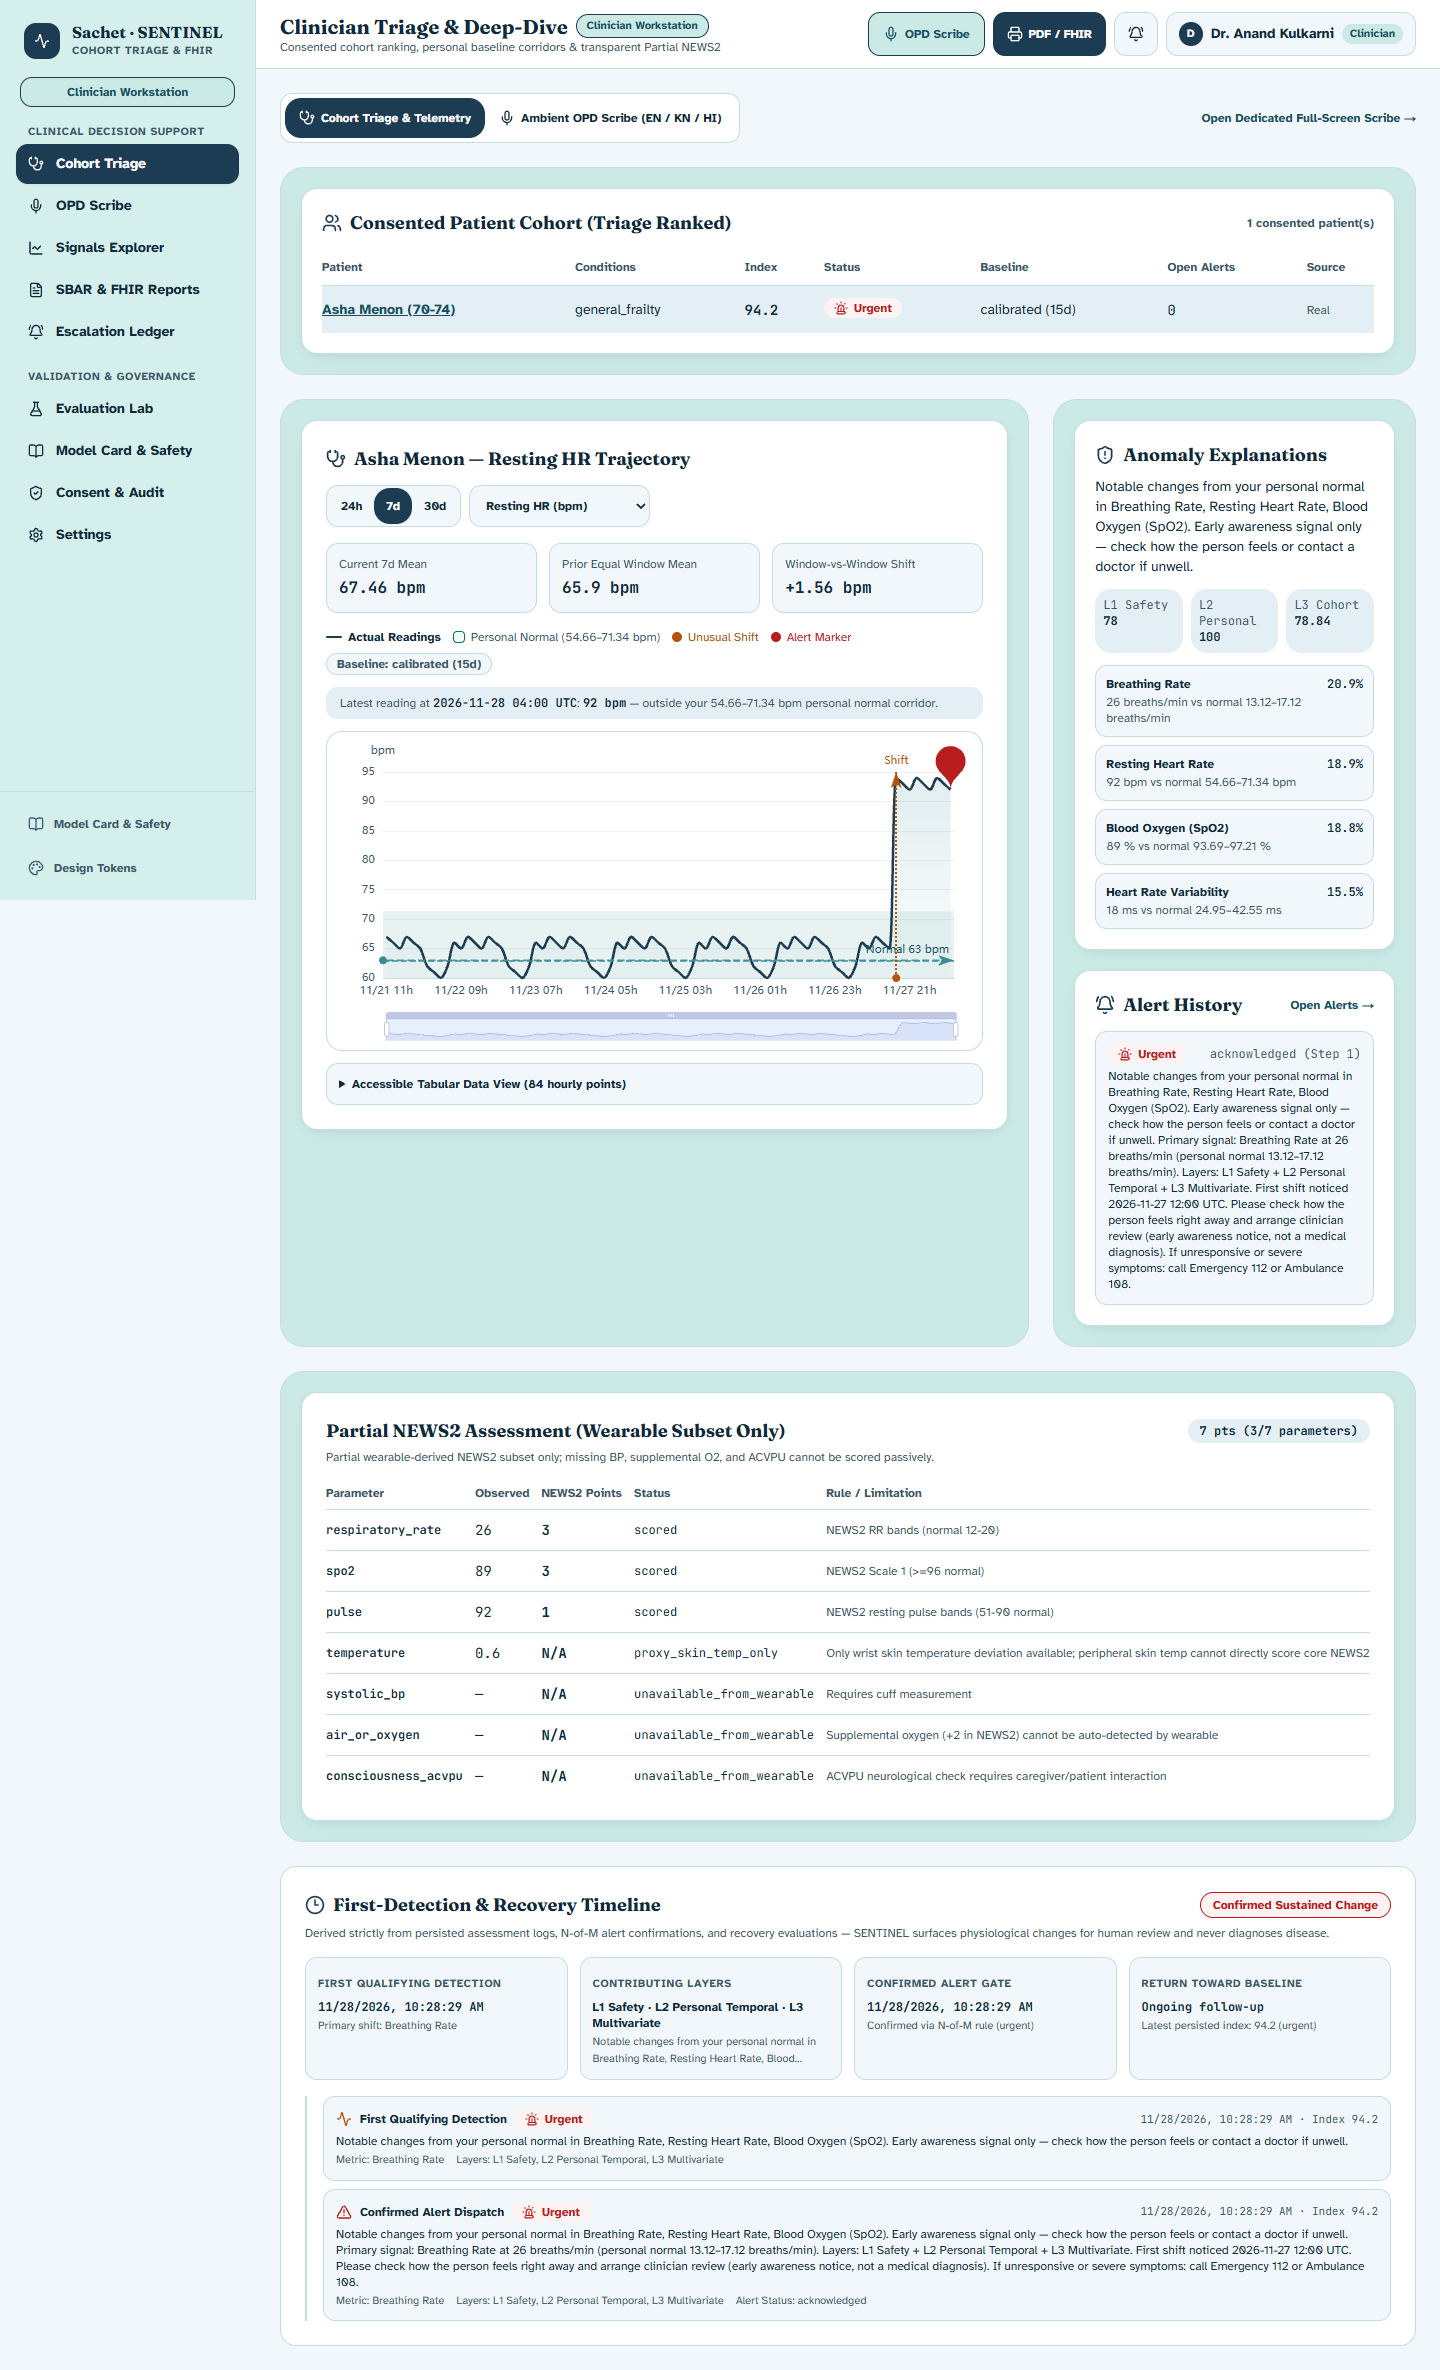 Sachet · SENTINEL
COHORT TRIAGE & FHIR
Clinician Workstation
CLINICAL DECISION SUPPORT
Cohort Triage
OPD Scribe
Signals Explorer
SBAR & FHIR Reports
Escalation Ledger
VALIDATION & GOVERNANCE
Evaluation Lab
Model Card & Safety
Consent & Audit
Settings
Model Card & Safety
Design Tokens
Clinician Triage & Deep-Dive
Clinician Workstation
Consented cohort ranking, personal baseline corridors & transparent Partial NEWS2
OPD Scribe
PDF / FHIR
D
Dr. Anand Kulkarni
Clinician
Cohort Triage & Telemetry
Ambient OPD Scribe (EN / KN / HI)
Open Dedicated Full-Screen Scribe →
Consented Patient Cohort (Triage Ranked)
1 consented patient(s)
Patient Conditions Index Status Baseline Open Alerts Source
Asha Menon (70-74) general_frailty 94.2 Urgent calibrated (15d) 0 Real
Asha Menon — Resting HR Trajectory
24h 7d 30d
Resting HR (bpm)
Current 7d Mean
67.46 bpm
Prior Equal Window Mean
65.9 bpm
Window-vs-Window Shift
+1.56 bpm
Actual Readings Personal Normal (54.66–71.34 bpm) Unusual Shift Alert Marker
Baseline: calibrated (15d)
Latest reading at 2026-11-28 04:00 UTC: 92 bpm — outside your 54.66–71.34 bpm personal normal corridor.
bpm
Shift
95
90
85
80
75
70
65
60
Normal 63 bpm
11/21 11h 11/22 09h 11/23 07h 11/24 05h 11/25 03h 11/26 01h 11/26 23h 11/27 21h
Accessible Tabular Data View (84 hourly points)
Anomaly Explanations
Notable changes from your personal normal
in Breathing Rate, Resting Heart Rate, Blood
Oxygen (SpO2). Early awareness signal only
— check how the person feels or contact a
doctor if unwell.
L1 Safety
78
L2
Personal
100
L3 Cohort
78.84
Breathing Rate 20.9%
26 breaths/min vs normal 13.12–17.12
breaths/min
Resting Heart Rate 18.9%
92 bpm vs normal 54.66–71.34 bpm
Blood Oxygen (SpO2) 18.8%
89 % vs normal 93.69–97.21 %
Heart Rate Variability 15.5%
18 ms vs normal 24.95–42.55 ms
Alert History
Open Alerts →
Urgent acknowledged (Step 1)
Notable changes from your personal normal in
Breathing Rate, Resting Heart Rate, Blood
Oxygen (SpO2). Early awareness signal only —
check how the person feels or contact a doctor
if unwell. Primary signal: Breathing Rate at 26
breaths/min (personal normal 13.12–17.12
breaths/min). Layers: L1 Safety + L2 Personal
Temporal + L3 Multivariate. First shift noticed
2026-11-27 12:00 UTC. Please check how the
person feels right away and arrange clinician
review (early awareness notice, not a medical
diagnosis). If unresponsive or severe
symptoms: call Emergency 112 or Ambulance
108.
Partial NEWS2 Assessment (Wearable Subset Only)
7 pts (3/7 parameters)
Partial wearable-derived NEWS2 subset only; missing BP, supplemental O2, and ACVPU cannot be scored passively.
Parameter Observed NEWS2 Points Status Rule / Limitation
respiratory_rate 26 3 scored NEWS2 RR bands (normal 12-20)
spo2 89 3 scored NEWS2 Scale 1 (>=96 normal)
pulse 92 1 scored NEWS2 resting pulse bands (51-90 normal)
temperature 0.6 N/A proxy_skin_temp_only Only wrist skin temperature deviation available; peripheral skin temp cannot directly score core NEWS2
systolic_bp — N/A unavailable_from_wearable Requires cuff measurement
air_or_oxygen — N/A unavailable_from_wearable Supplemental oxygen (+2 in NEWS2) cannot be auto-detected by wearable
consciousness_acvpu — N/A unavailable_from_wearable ACVPU neurological check requires caregiver/patient interaction
First-Detection & Recovery Timeline
Confirmed Sustained Change
Derived strictly from persisted assessment logs, N-of-M alert confirmations, and recovery evaluations — SENTINEL surfaces physiological changes for human review and never diagnoses disease.
FIRST QUALIFYING DETECTION
11/28/2026, 10:28:29 AM
Primary shift: Breathing Rate
CONTRIBUTING LAYERS
L1 Safety · L2 Personal Temporal · L3
Multivariate
Notable changes from your personal normal in
Breathing Rate, Resting Heart Rate, Blood...
CONFIRMED ALERT GATE
11/28/2026, 10:28:29 AM
Confirmed via N-of-M rule (urgent)
RETURN TOWARD BASELINE
Ongoing follow-up
Latest persisted index: 94.2 (urgent)
First Qualifying Detection Urgent 11/28/2026, 10:28:29 AM · Index 94.2
Notable changes from your personal normal in Breathing Rate, Resting Heart Rate, Blood Oxygen (SpO2). Early awareness signal only — check how the person feels or contact a doctor if unwell.
Metric: Breathing Rate Layers: L1 Safety, L2 Personal Temporal, L3 Multivariate
Confirmed Alert Dispatch Urgent 11/28/2026, 10:28:29 AM · Index 94.2
Notable changes from your personal normal in Breathing Rate, Resting Heart Rate, Blood Oxygen (SpO2). Early awareness signal only — check how the person feels or contact a doctor if unwell.
Primary signal: Breathing Rate at 26 breaths/min (personal normal 13.12–17.12 breaths/min). Layers: L1 Safety + L2 Personal Temporal + L3 Multivariate. First shift noticed 2026-11-27 12:00 UTC.
Please check how the person feels right away and arrange clinician review (early awareness notice, not a medical diagnosis). If unresponsive or severe symptoms: call Emergency 112 or Ambulance
108.
Metric: Breathing Rate Layers: L1 Safety, L2 Personal Temporal, L3 Multivariate Alert Status: acknowledged